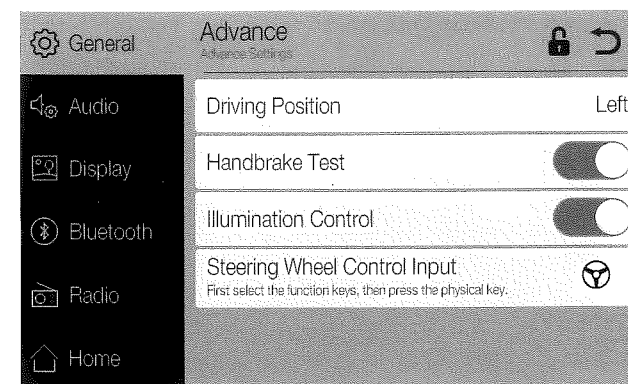 General
Audio
Display
Bluetooth
Radio
Home
Advance
Advance Settings
Driving Position Left
Handbrake Test
Illumination Control
Steering Wheel Control Input
First select the function keys, then press the physical key.